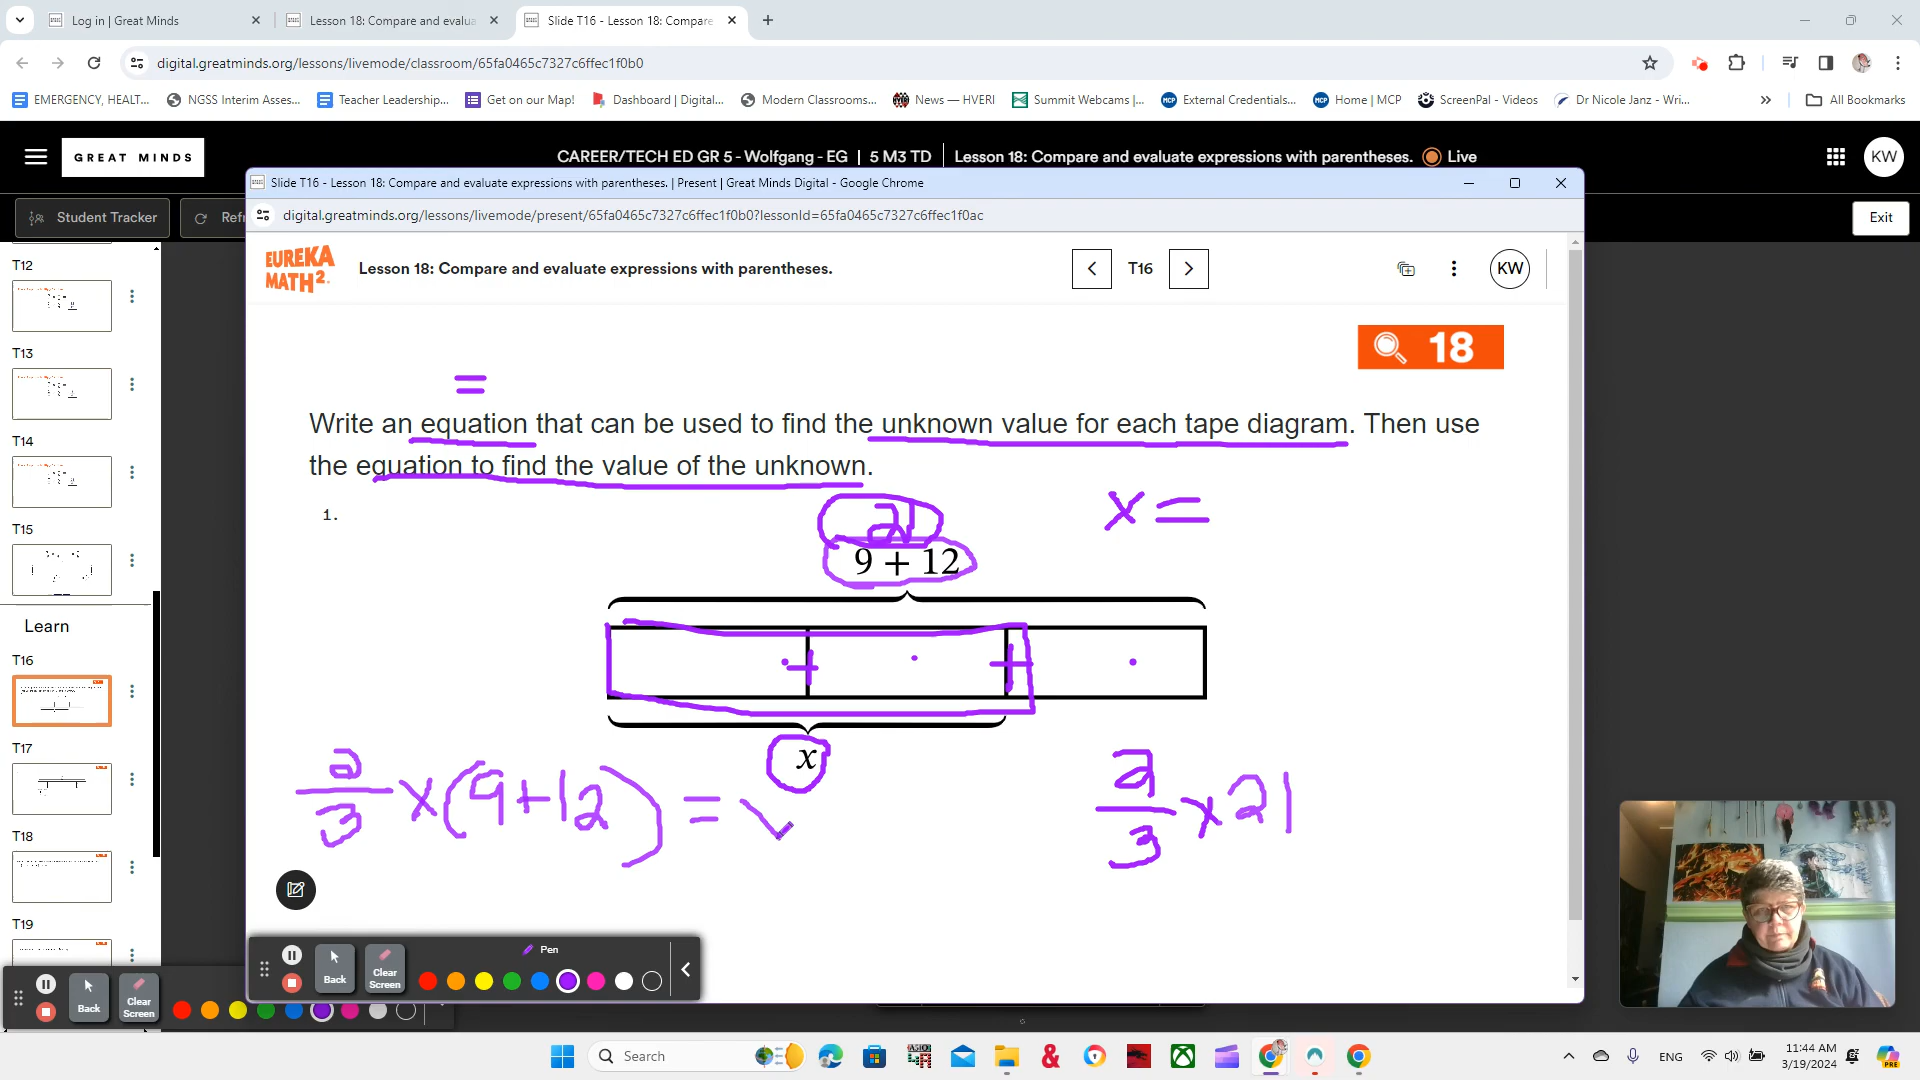 Log in | Great Minds
Lesson 18: Compare and evalua
Slide T16 - Lesson 18: Compare
digital.greatminds.org/lessons/livemode/classroom/65fa0465c7327c6ffec1f0b0
EMERGENCY, HEALT... NGSS Interim Asses... Teacher Leadership... Get on our Map! Dashboard | Digital... Modern Classrooms... News — HVERI Summit Webcams |... External Credentials... Home | MCP ScreenPal - Videos Dr Nicole Janz - Wri... » All Bookmarks
GREAT MINDS CAREER/TECH ED GR 5 - Wolfgang - EG | 5 M3 TD | Lesson 18: Compare and evaluate expressions with parentheses. Live KW
Slide T16 - Lesson 18: Compare and evaluate expressions with parentheses. | Present | Great Minds Digital - Google Chrome
digital.greatminds.org/lessons/livemode/present/65fa0465c7327c6ffec1f0b0?lessonId=65fa0465c7327c6ffec1f0ac
Student Tracker Refr Exit
EUREKA MATH²
Lesson 18: Compare and evaluate expressions with parentheses. T16 KW
18
=
Write an equation that can be used to find the unknown value for each tape diagram. Then use
the equation to find the value of the unknown.
1.
21
x =
9 + 12
+ +
x
2/3 x (9+12) =
2/3 x 21
T12
T13
T14
T15
Learn
T16
T17
T18
T19
Pen
Back Clear Screen
Back Clear Screen
Search ENG 11:44 AM
3/19/2024